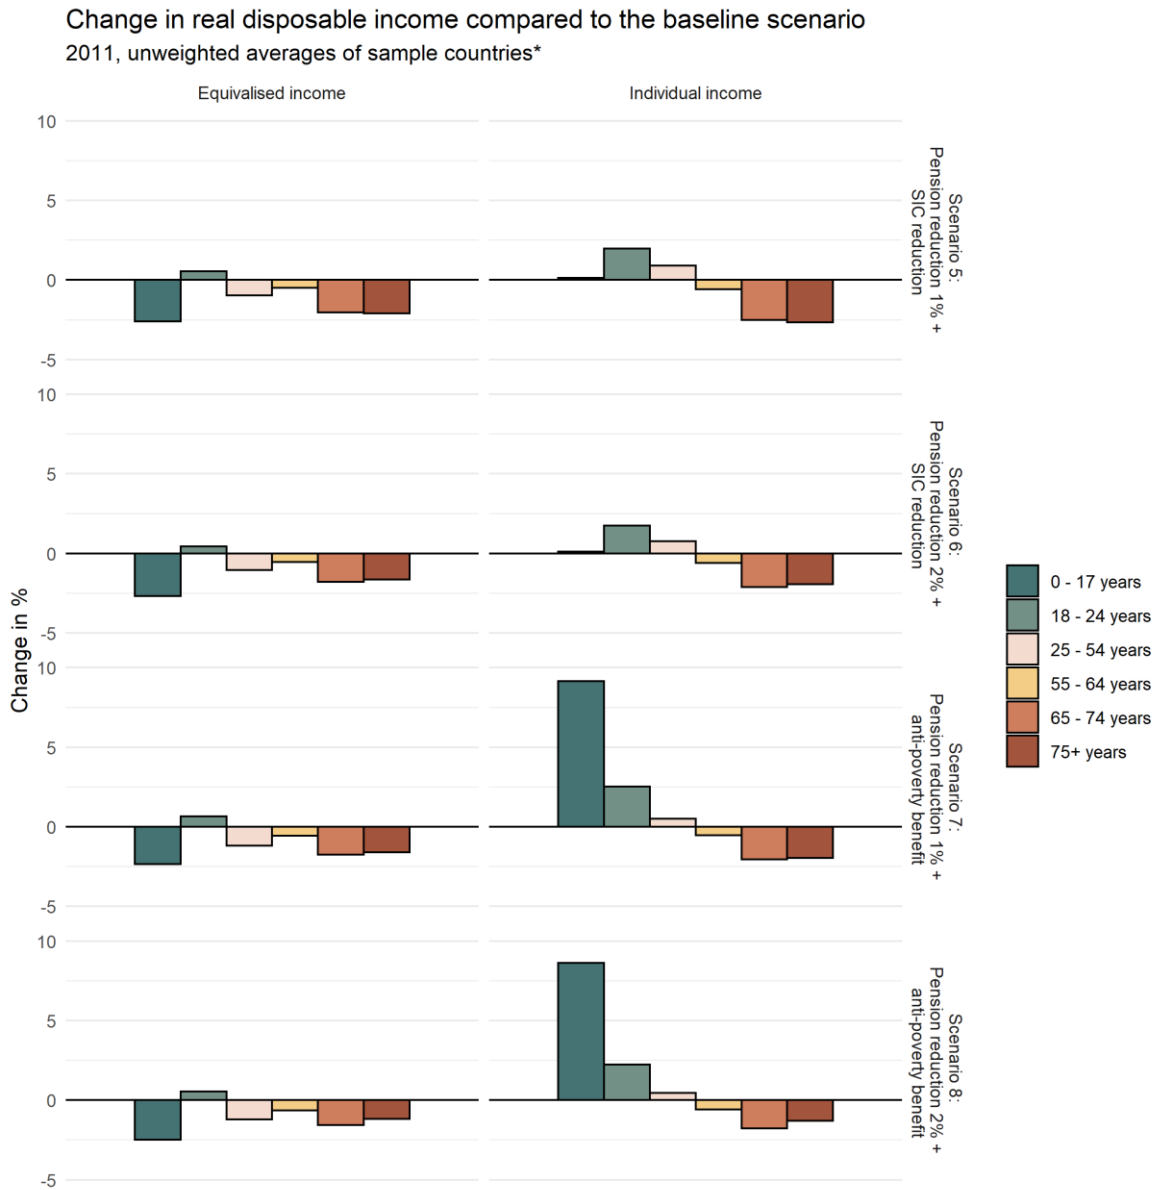 Change in real disposable income compared to the baseline scenario
2011, unweighted averages of sample countries*
Equivalised income
Individual income
Change in %
10
5
0
-5
Scenario 5:
Pension reduction 1% +
SIC reduction
10
5
0
-5
Scenario 6:
Pension reduction 2% +
SIC reduction
10
5
0
-5
Scenario 7:
Pension reduction 1% +
anti-poverty benefit
10
5
0
-5
Scenario 8:
Pension reduction 2% +
anti-poverty benefit
0 - 17 years
18 - 24 years
25 - 54 years
55 - 64 years
65 - 74 years
75+ years